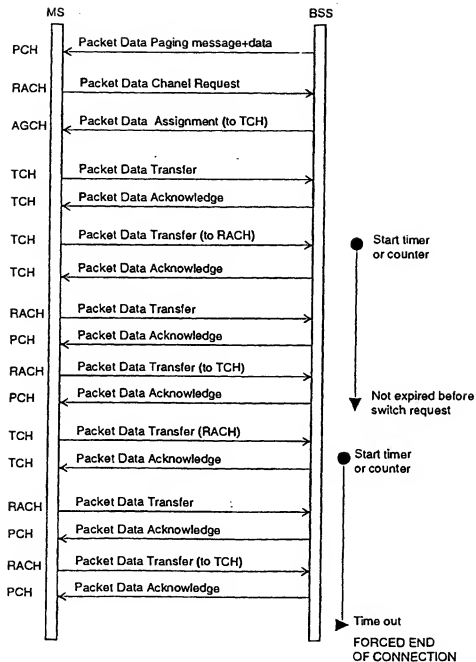 MS BSS
PCH Packet Data Paging message+data
RACH Packet Data Chanel Request
AGCH Packet Data Assignment (to TCH)
TCH Packet Data Transfer
TCH Packet Data Acknowledge
TCH Packet Data Transfer (to RACH)
Start timer
or counter
TCH Packet Data Acknowledge
RACH Packet Data Transfer
PCH Packet Data Acknowledge
RACH Packet Data Transfer (to TCH)
PCH Packet Data Acknowledge
Not expired before
switch request
TCH Packet Data Transfer (RACH)
TCH Packet Data Acknowledge
Start timer
or counter
RACH Packet Data Transfer
PCH Packet Data Acknowledge
RACH Packet Data Transfer (to TCH)
PCH Packet Data Acknowledge
Time out
FORCED END
OF CONNECTION